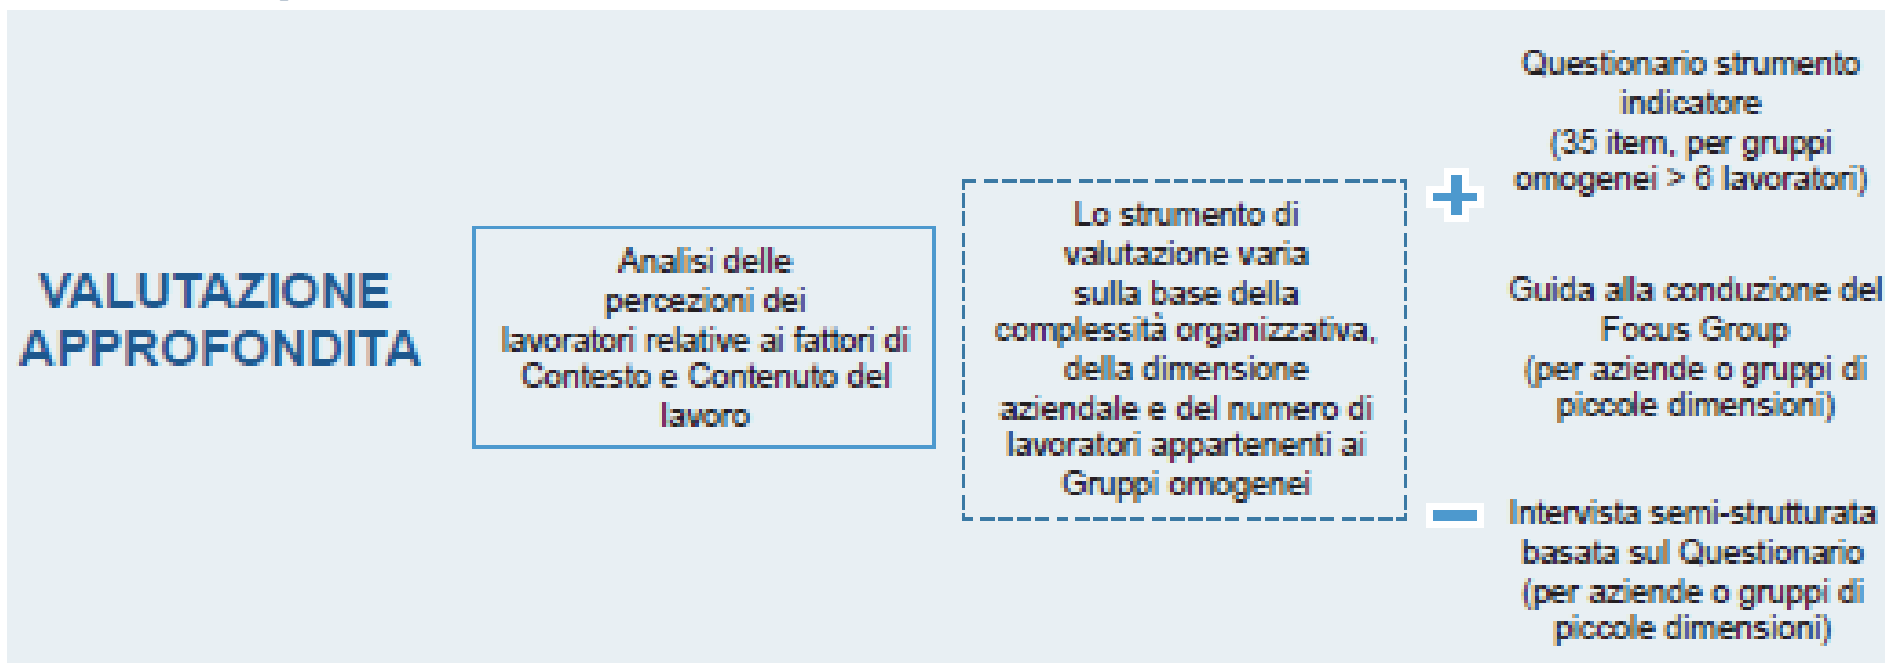 VALUTAZIONE
APPROFONDITA
Analisi delle
percezioni dei
lavoratori relative ai fattori di
Contesto e Contenuto del
lavoro
Lo strumento di
valutazione varia
sulla base della
complessità organizzativa,
della dimensione
aziendale e del numero di
lavoratori appartenenti ai
Gruppi omogenei
Questionario strumento
indicatore
(35 item, per gruppi
omogenei > 6 lavoratori)
Guida alla conduzione del
Focus Group
(per aziende o gruppi di
piccole dimensioni)
Intervista semi-strutturata
basata sul Questionario
(per aziende o gruppi di
piccole dimensioni)